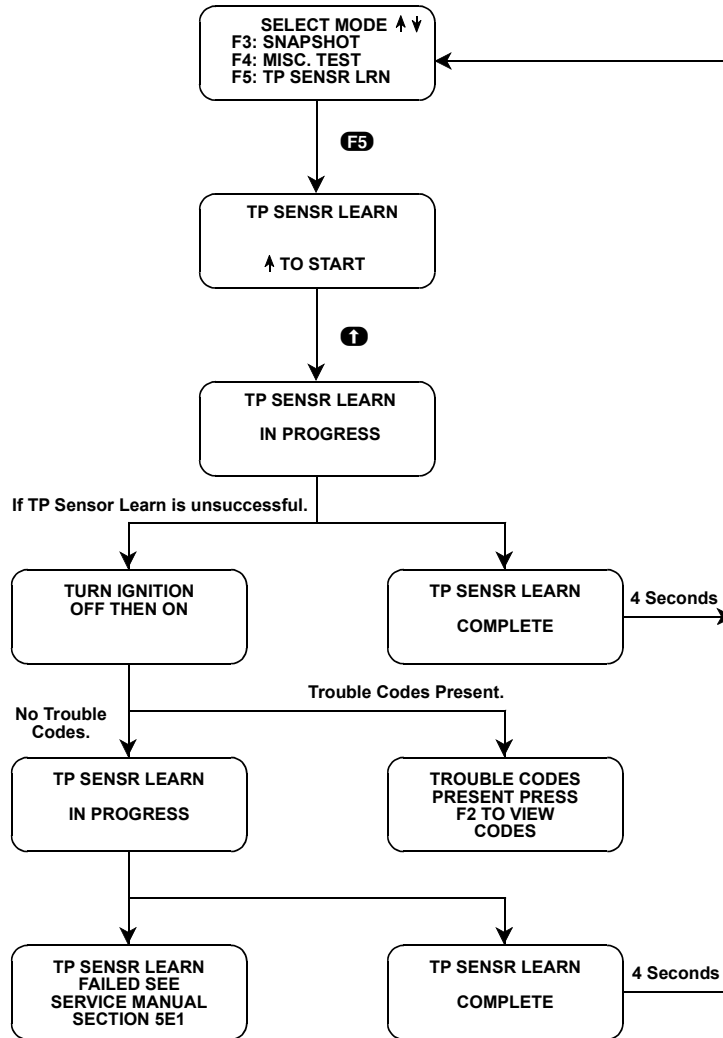 SELECT MODE ↑ ↓
F3: SNAPSHOT
F4: MISC. TEST
F5: TP SENSR LRN
F5
TP SENSR LEARN
↑ TO START
↑
TP SENSR LEARN
IN PROGRESS
If TP Sensor Learn is unsuccessful.
TURN IGNITION
OFF THEN ON
TP SENSR LEARN
COMPLETE
4 Seconds
Trouble Codes Present.
No Trouble
Codes.
TP SENSR LEARN
IN PROGRESS
TROUBLE CODES
PRESENT PRESS
F2 TO VIEW
CODES
TP SENSR LEARN
FAILED SEE
SERVICE MANUAL
SECTION 5E1
TP SENSR LEARN
COMPLETE
4 Seconds